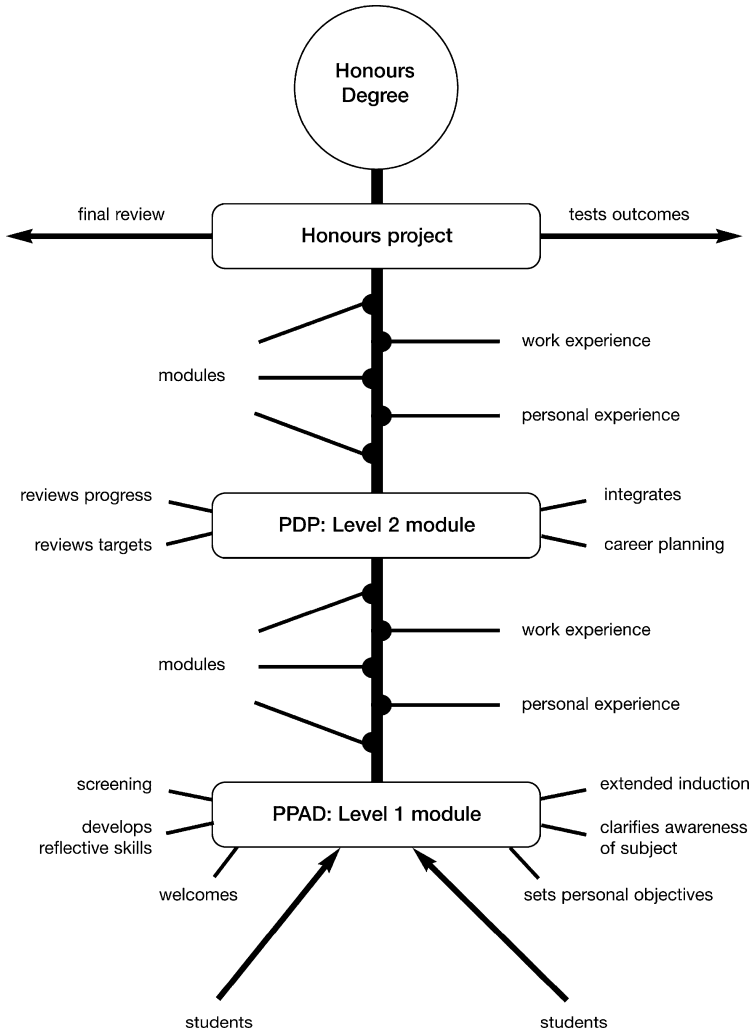 Honours
Degree
final review
tests outcomes
Honours project
work experience
modules
personal experience
reviews progress
integrates
PDP: Level 2 module
reviews targets
career planning
work experience
modules
personal experience
screening
extended induction
PPAD: Level 1 module
develops
reflective skills
clarifies awareness
of subject
welcomes
sets personal objectives
students
students